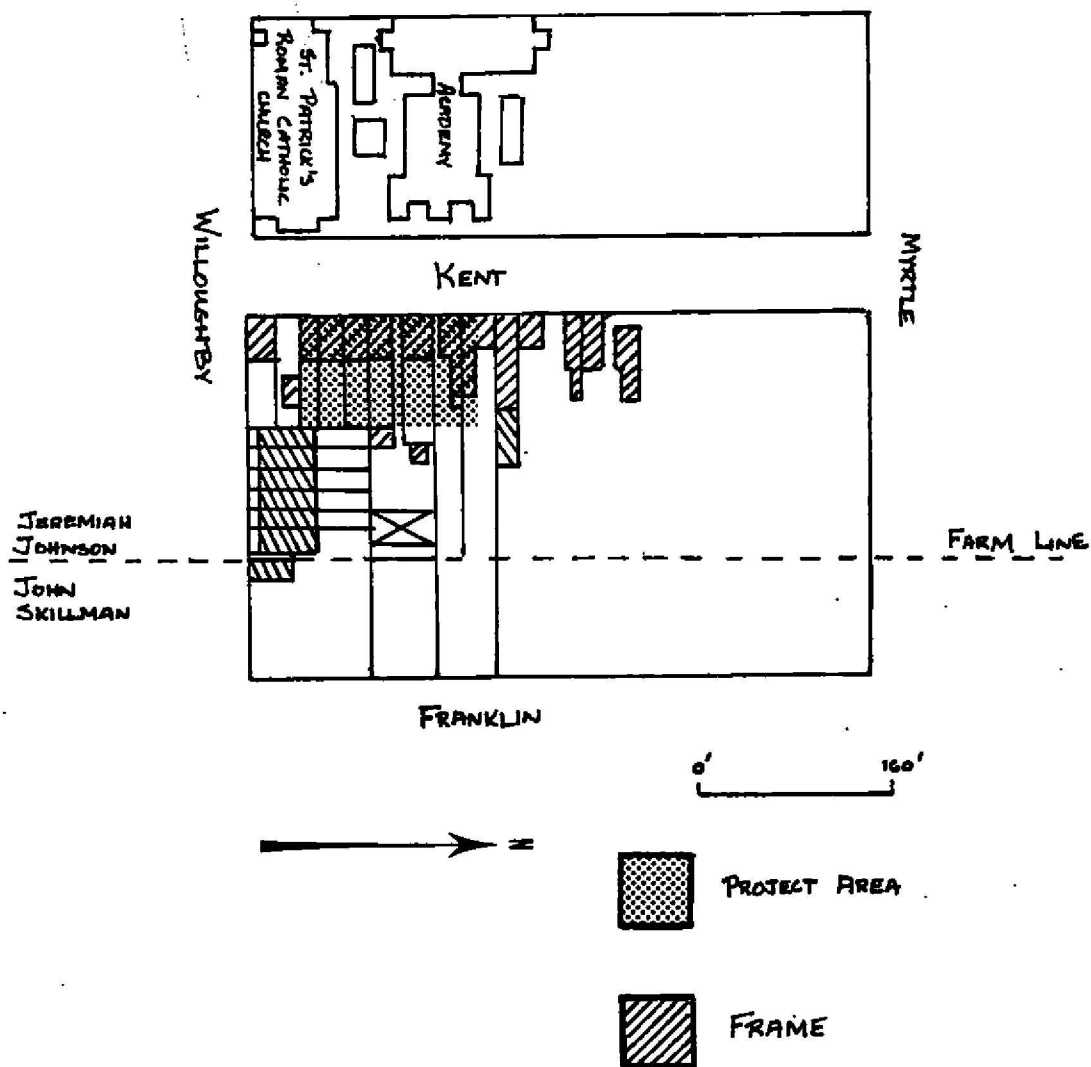 ST. PATRICK'S
ROMAN CATHOLIC
CHURCH
ACADEMY
WILLOUGHBY
KENT
MYRTLE
JEREMIAH
JOHNSON
FARM LINE
JOHN
SKILLMAN
FRANKLIN
0' 160'
N
PROJECT AREA
FRAME